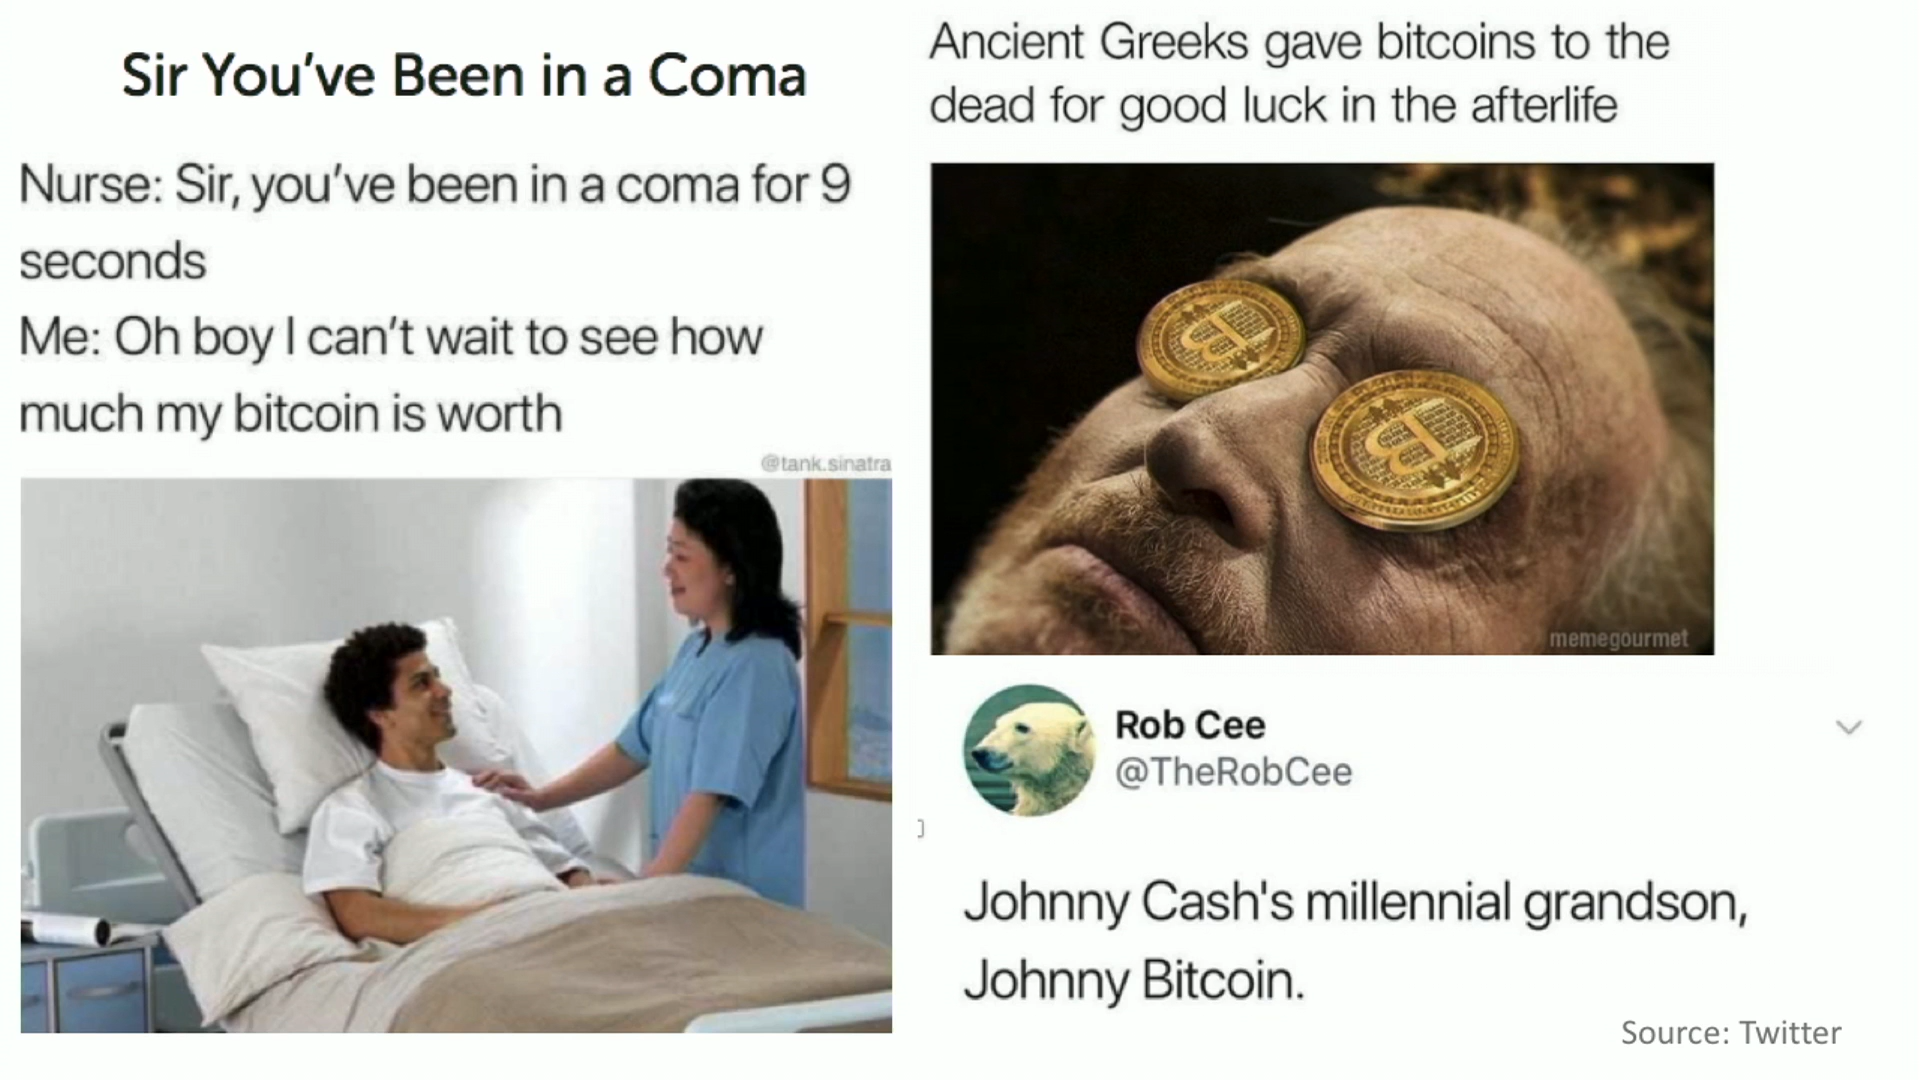 Sir You've Been in a Coma
Nurse: Sir, you've been in a coma for 9
seconds
Me: Oh boy I can't wait to see how
much my bitcoin is worth
@tank.sinatra
Ancient Greeks gave bitcoins to the
dead for good luck in the afterlife
memegourmet
Rob Cee
@TheRobCee
Johnny Cash's millennial grandson,
Johnny Bitcoin.
Source: Twitter